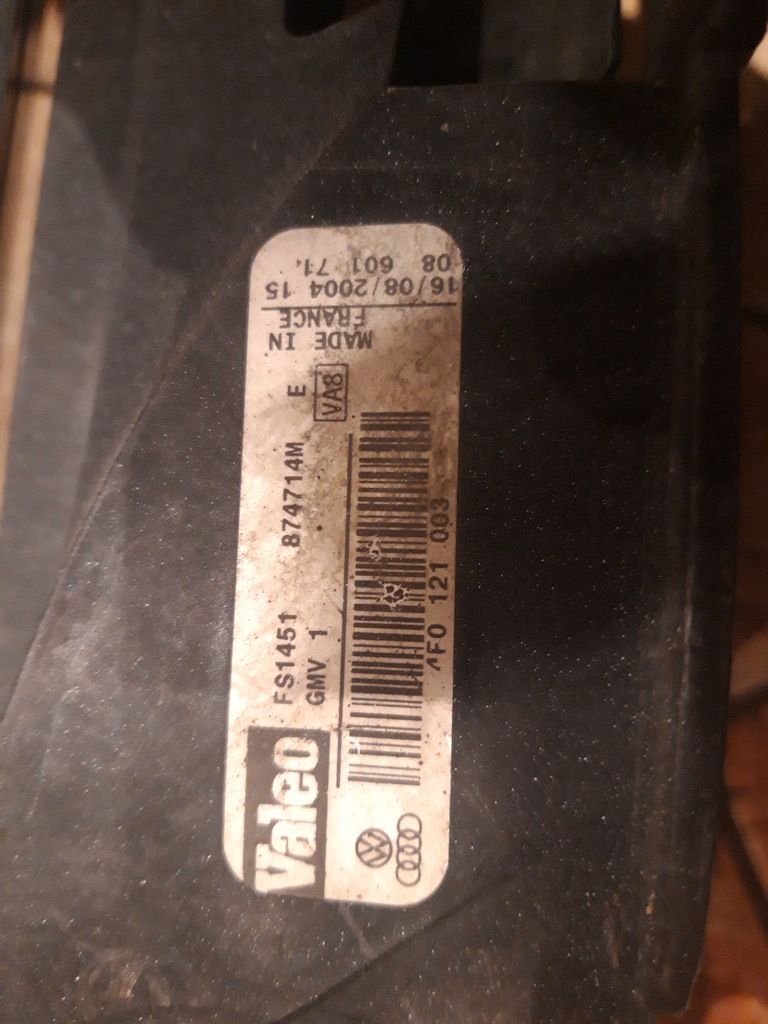 Valeo
FS1451 874714M E
GMV 1 VA8
4F0 121 003
MADE IN
FRANCE
16/08/2004 15
08 601 71.